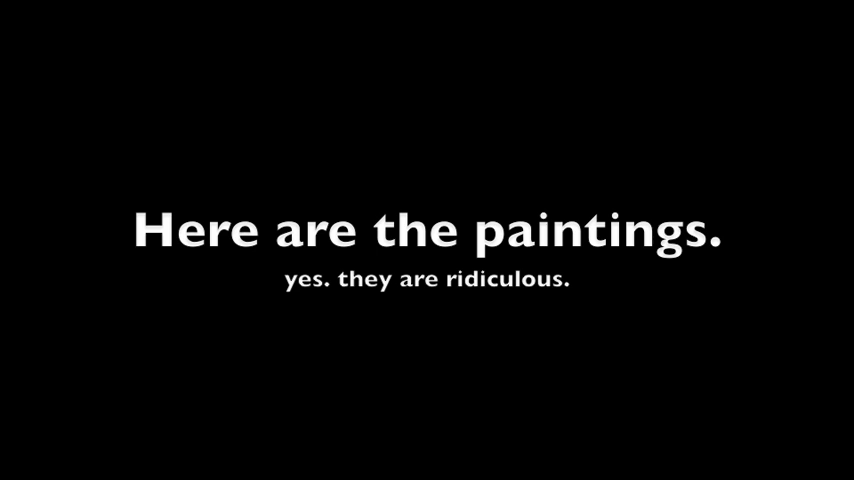 Here are the paintings.
yes. they are ridiculous.